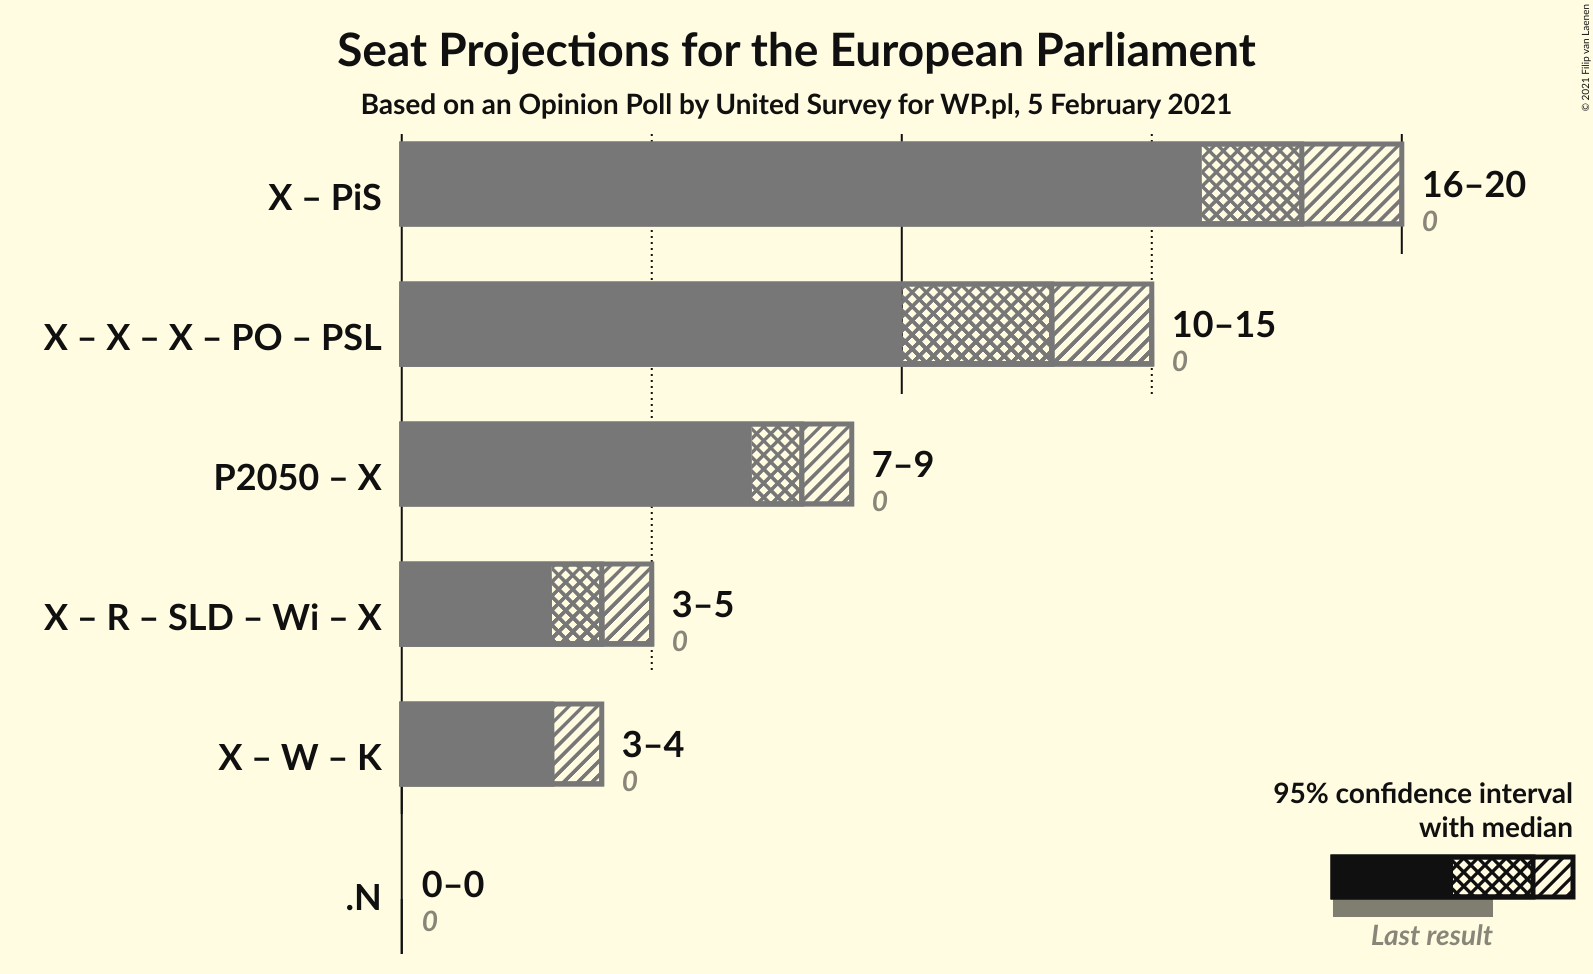 Seat Projections for the European Parliament
Based on an Opinion Poll by United Survey for WP.pl, 5 February 2021
© 2021 Filip van Laenen
X – PiS
16–20
0
X – X – X – PO – PSL
10–15
0
P2050 – X
7–9
0
X – R – SLD – Wi – X
3–5
0
X – W – K
3–4
0
.N
0–0
0
95% confidence interval
with median
Last result